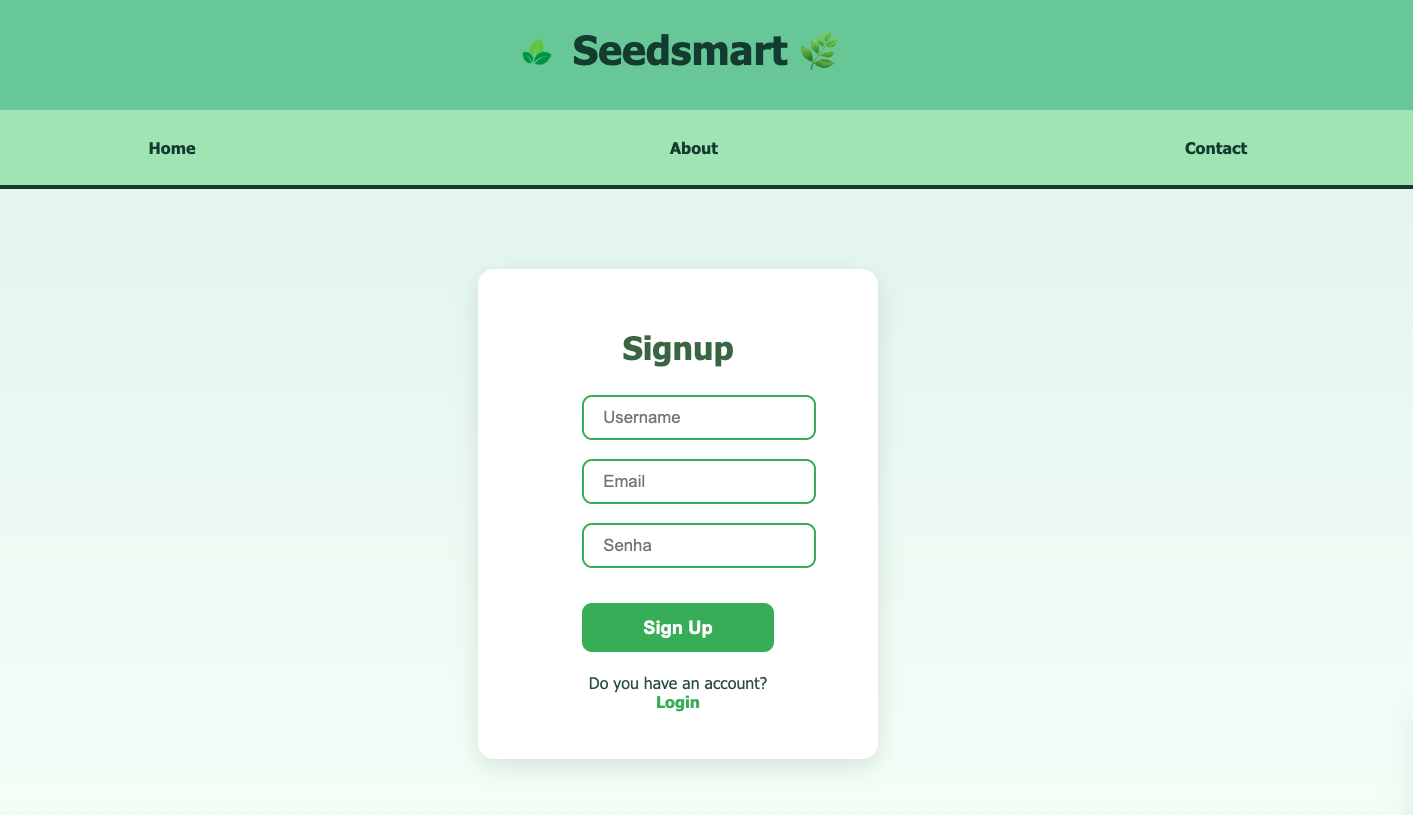 Seedsmart
Home About Contact
Signup
Username
Email
Senha
Sign Up
Do you have an account?
Login